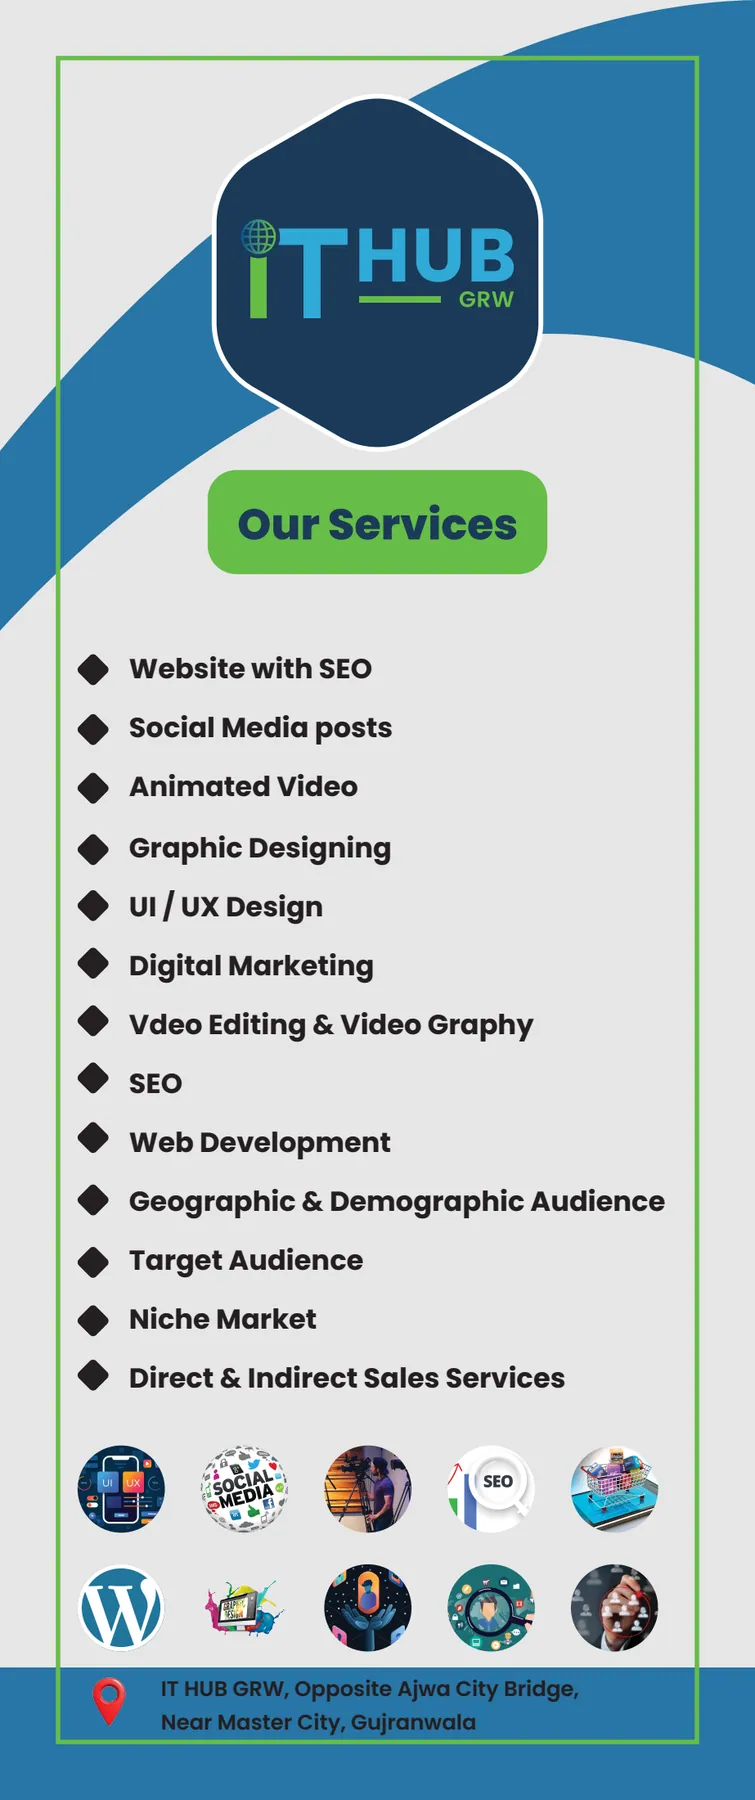 iT HUB
GRW
Our Services
Website with SEO
Social Media posts
Animated Video
Graphic Designing
UI / UX Design
Digital Marketing
Vdeo Editing & Video Graphy
SEO
Web Development
Geographic & Demographic Audience
Target Audience
Niche Market
Direct & Indirect Sales Services
UI UX
SOCIAL
MEDIA
SEO
W
GRAPHIC
DESIGN
IT HUB GRW, Opposite Ajwa City Bridge,
Near Master City, Gujranwala